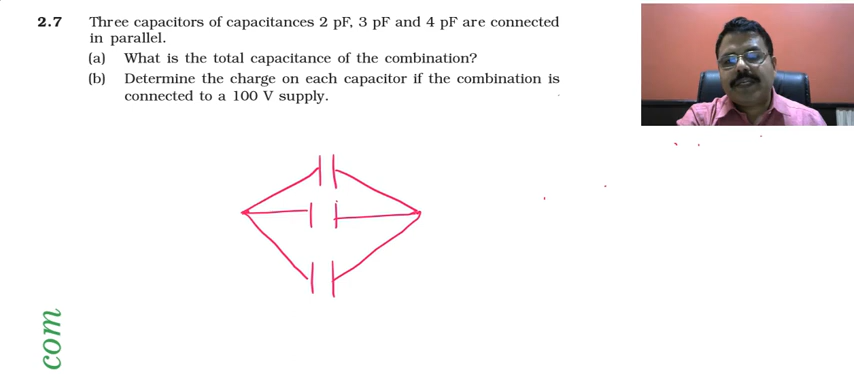 2.7 Three capacitors of capacitances 2 pF, 3 pF and 4 pF are connected
in parallel.
(a) What is the total capacitance of the combination?
(b) Determine the charge on each capacitor if the combination is
connected to a 100 V supply.
com